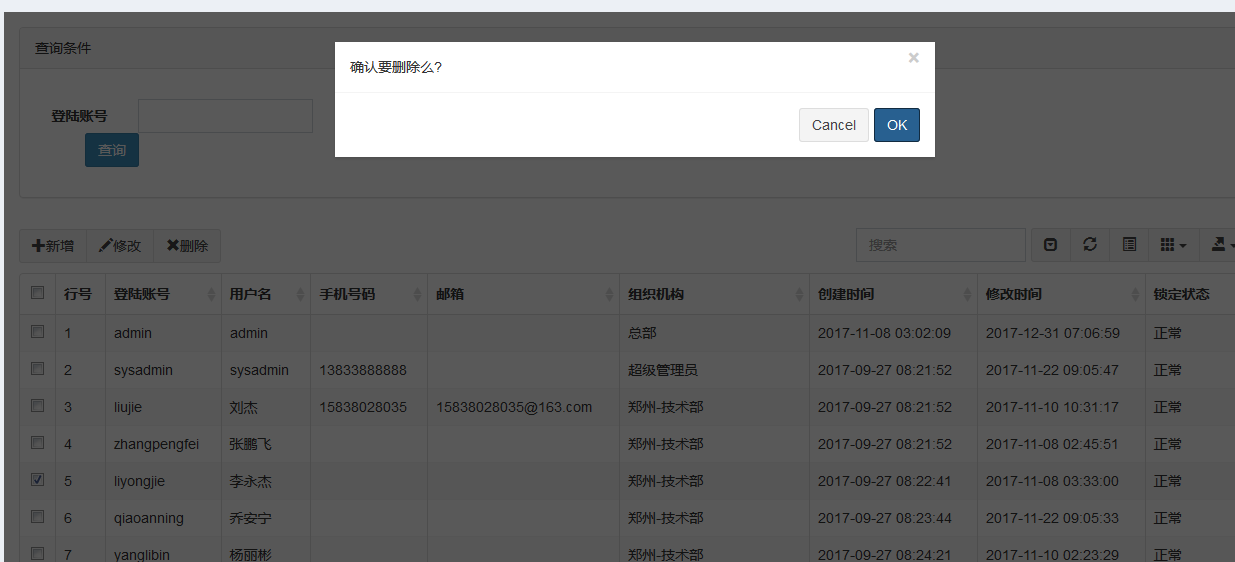 查询条件
确认要删除么?
×
登陆账号
查询
Cancel OK
新增 修改 删除 搜索
行号 登陆账号 用户名 手机号码 邮箱 组织机构 创建时间 修改时间 锁定状态
1 admin admin 总部 2017-11-08 03:02:09 2017-12-31 07:06:59 正常
2 sysadmin sysadmin 13833888888 超级管理员 2017-09-27 08:21:52 2017-11-22 09:05:47 正常
3 liujie 刘杰 15838028035 15838028035@163.com 郑州-技术部 2017-09-27 08:21:52 2017-11-10 10:31:17 正常
4 zhangpengfei 张鹏飞 郑州-技术部 2017-09-27 08:21:52 2017-11-08 02:45:51 正常
5 liyongjie 李永杰 郑州-技术部 2017-09-27 08:22:41 2017-11-08 03:33:00 正常
6 qiaoanning 乔安宁 郑州-技术部 2017-09-27 08:23:44 2017-11-22 09:05:33 正常
7 yanglibin 杨丽彬 郑州-技术部 2017-09-27 08:24:21 2017-11-10 02:23:29 正常